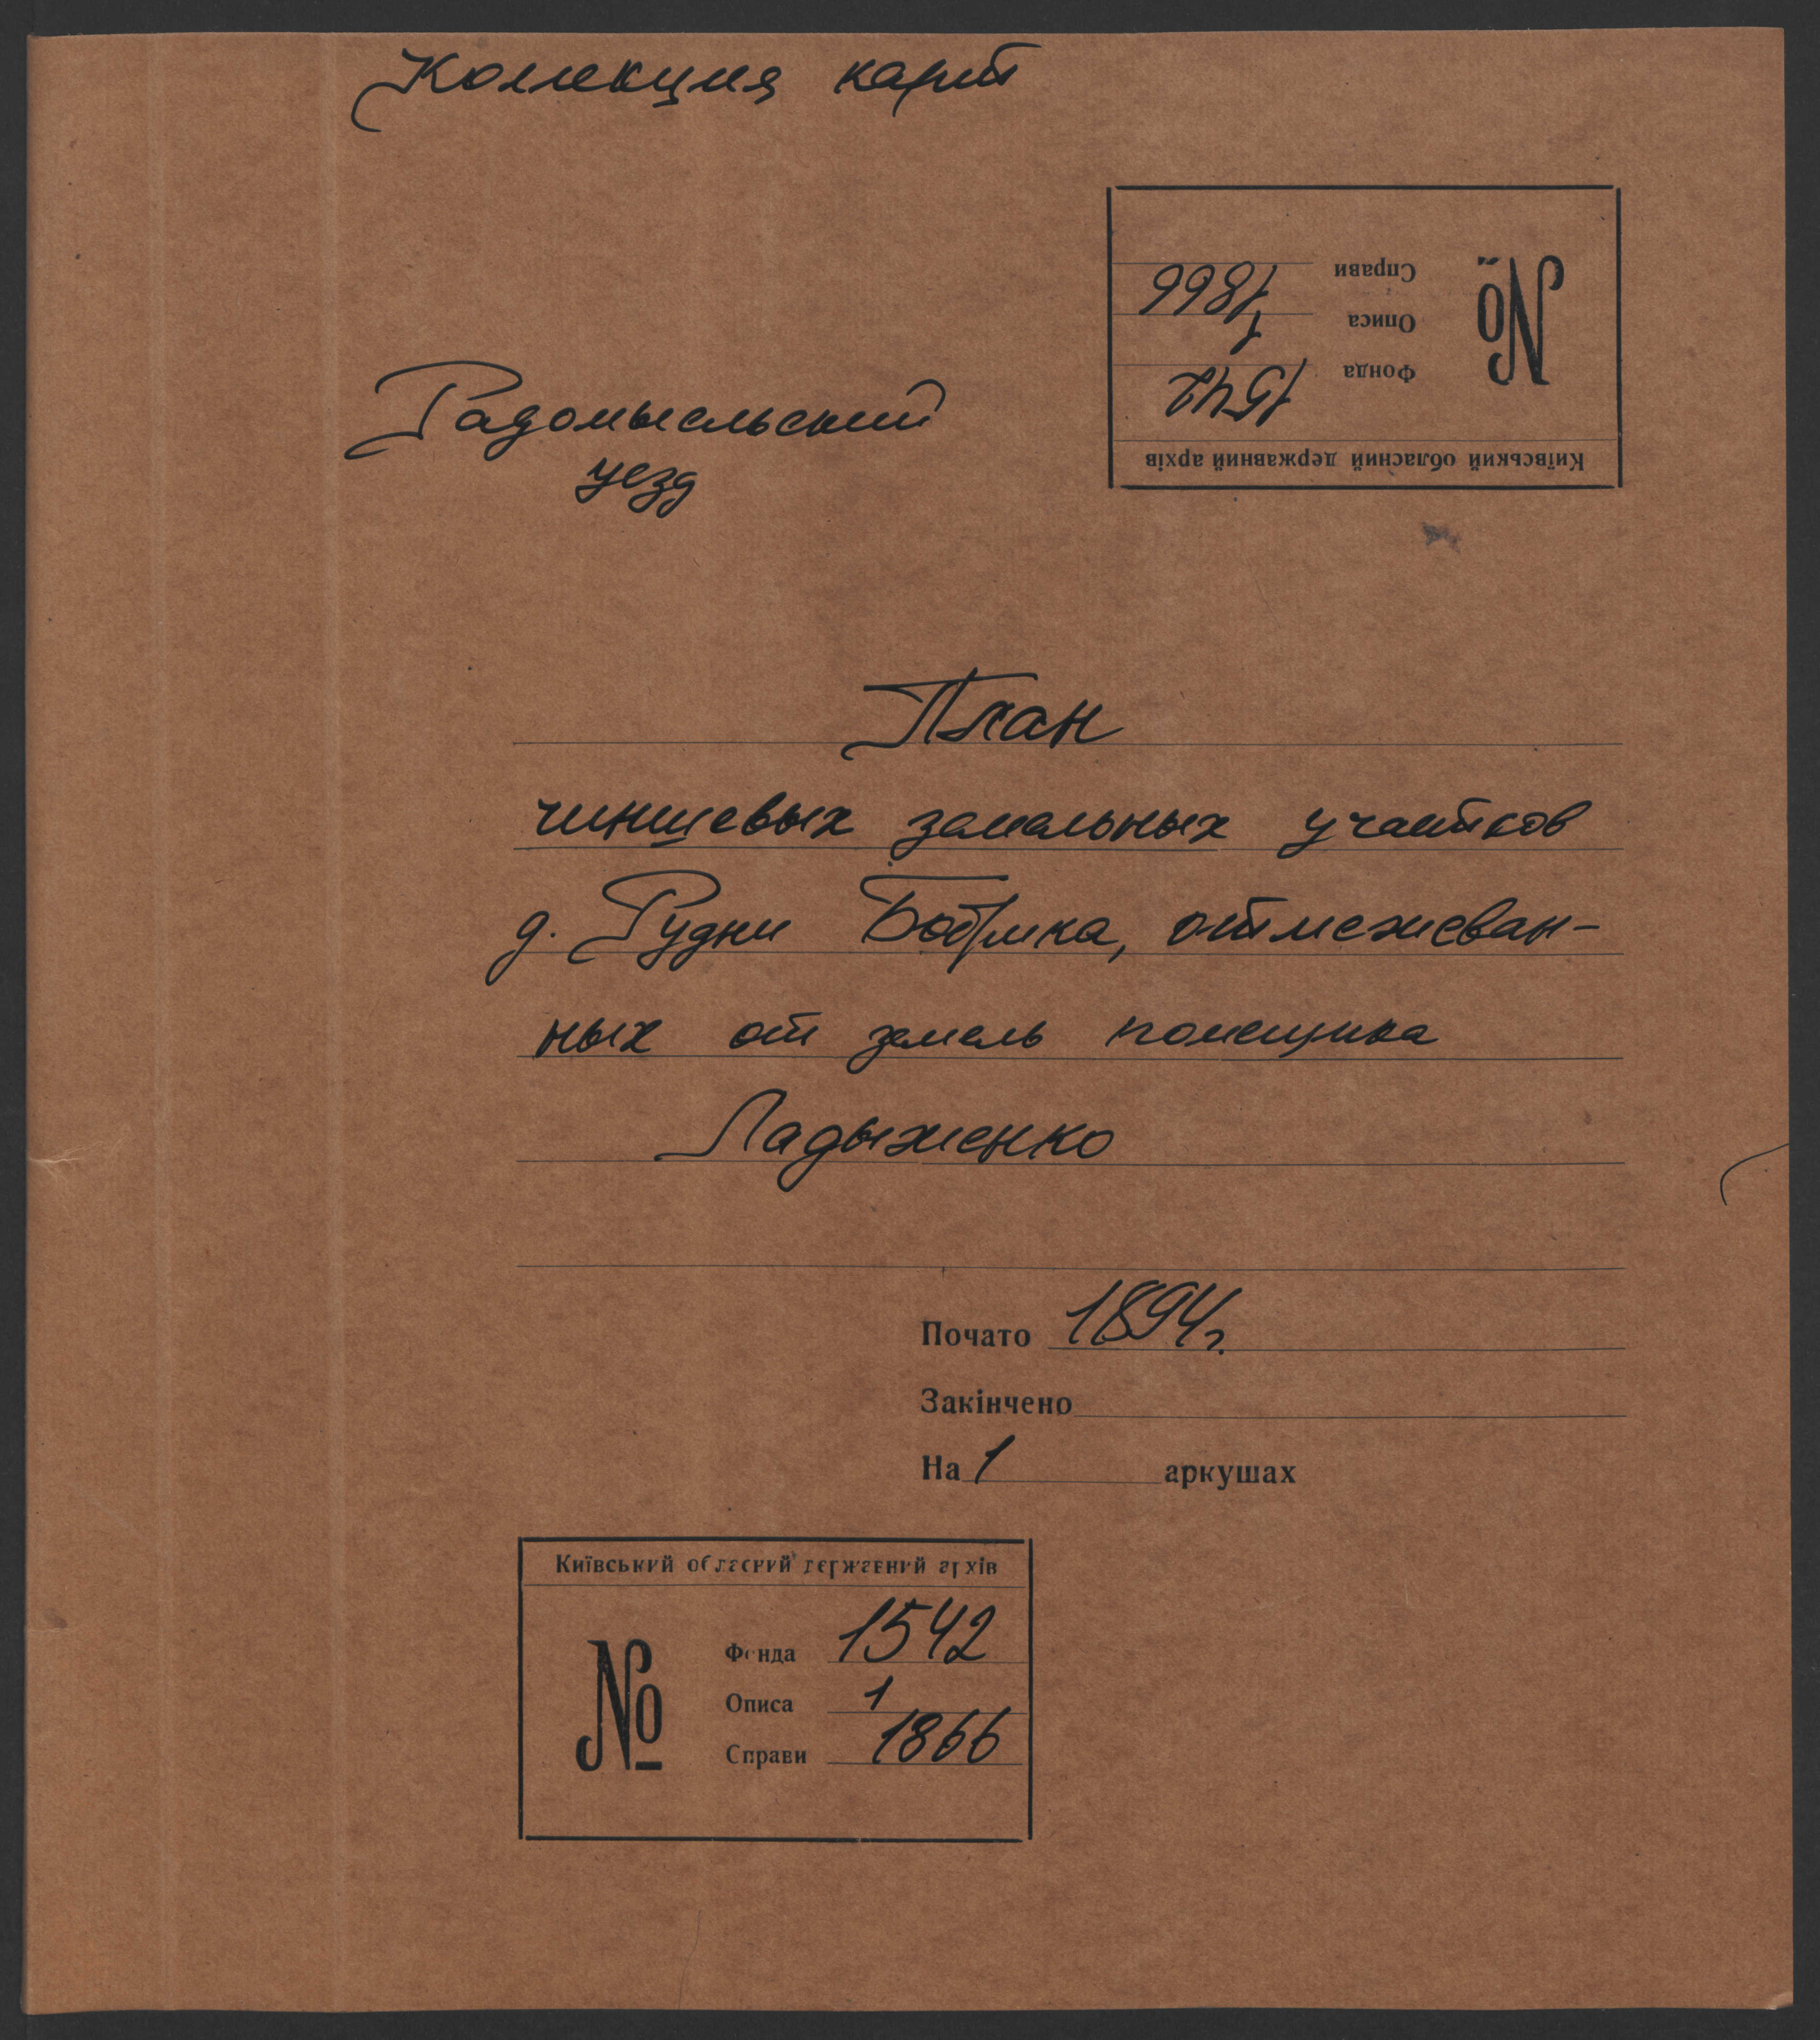 Коллекция карт
Справи 1866
Описа 1
Фонда 1542
№
Київський обласний державний архів
Радомысльский
уезд
План
чиншевых земельных участков
д. Рудни Бобрика, отмежеван-
ных от земель помещика
Ладыженко
Почато 1894 г.
Закінчено
На 1 аркушах
Київський обласний державний архів
№
Фонда 1542
Описа 1
Справи 1866